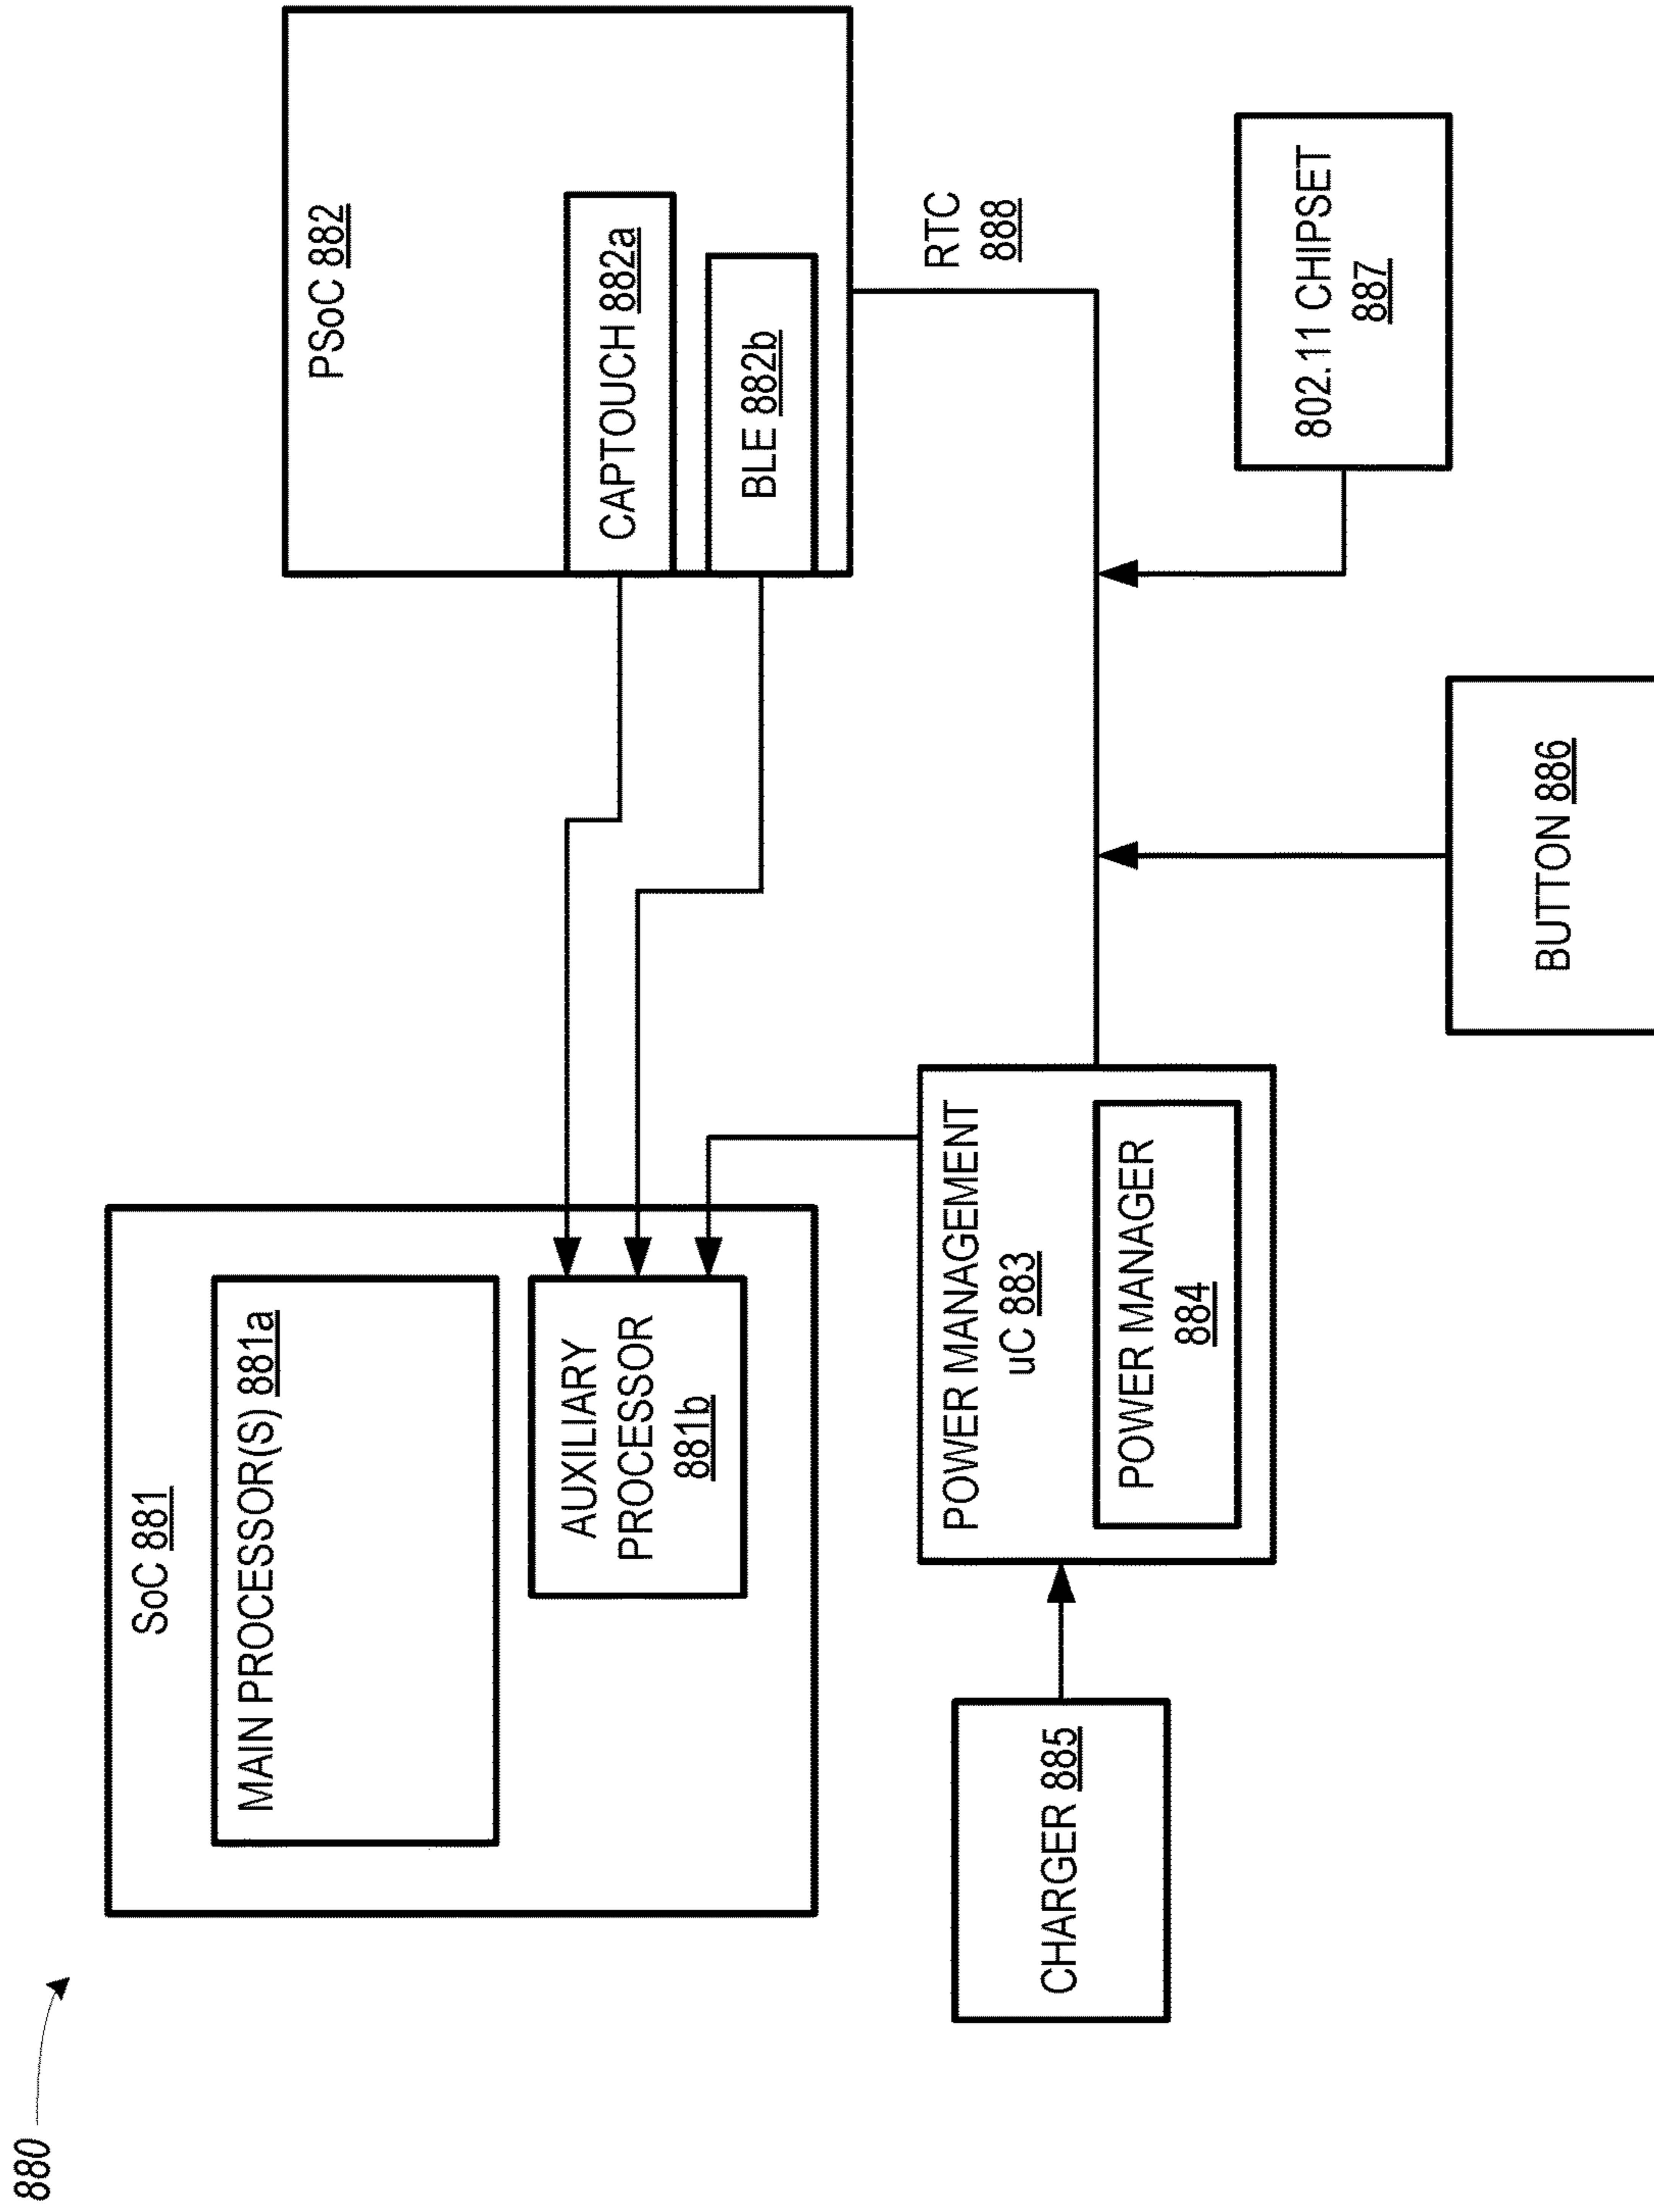 880
SoC 881
MAIN PROCESSOR(S) 881a
AUXILIARY
PROCESSOR
881b
PSoC 882
CAPTOUCH 882a
BLE 882b
RTC
888
CHARGER 885
POWER MANAGEMENT
uC 883
POWER MANAGER
884
BUTTON 886
802.11 CHIPSET
887